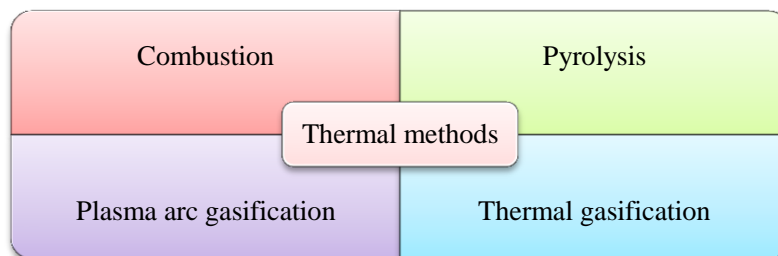 Combustion
Pyrolysis
Thermal methods
Plasma arc gasification
Thermal gasification